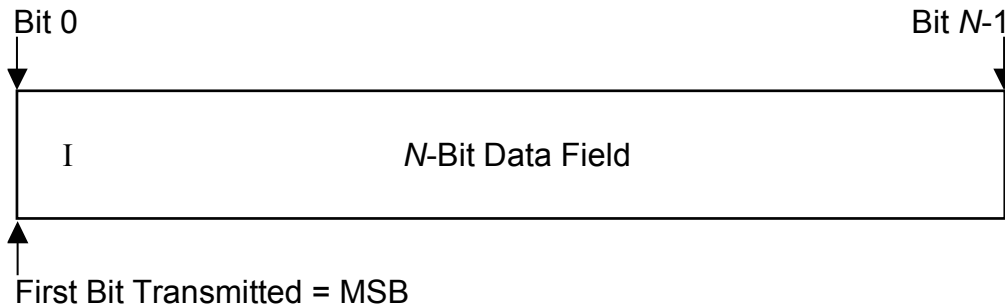 Bit 0
Bit N-1
I
N-Bit Data Field
First Bit Transmitted = MSB